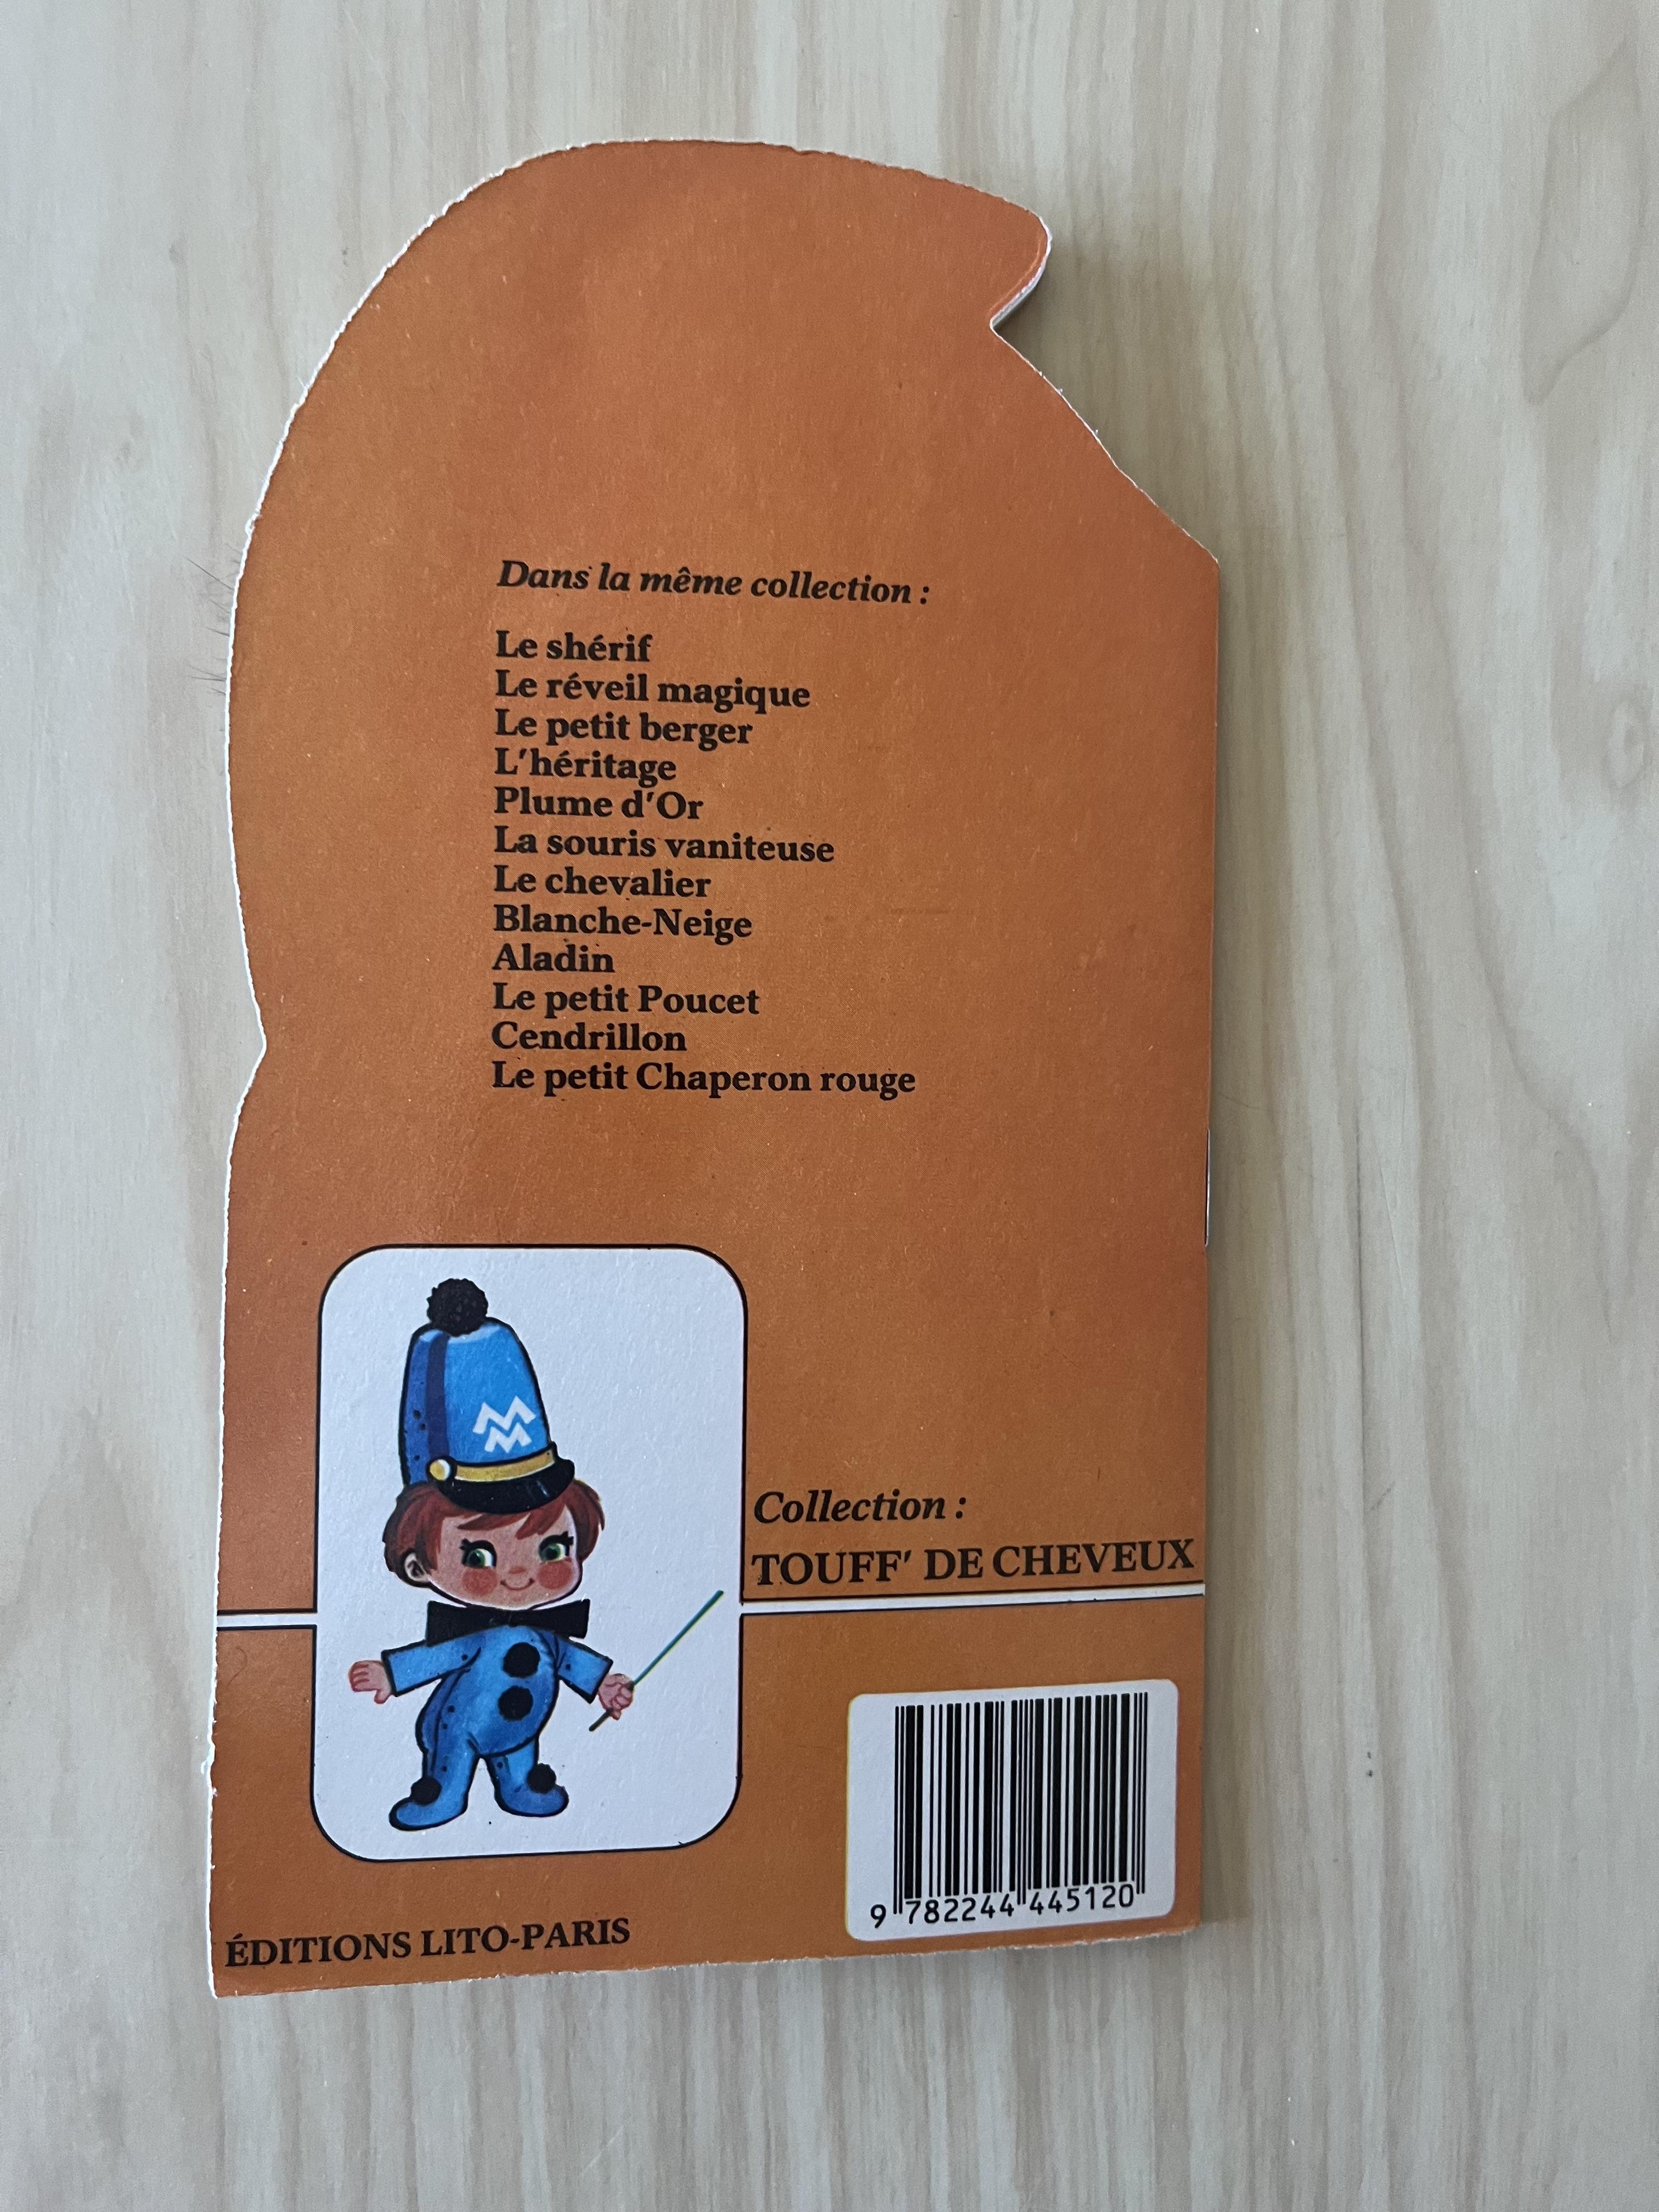 Dans la même collection :
Le shérif
Le réveil magique
Le petit berger
L'héritage
Plume d'Or
La souris vaniteuse
Le chevalier
Blanche-Neige
Aladin
Le petit Poucet
Cendrillon
Le petit Chaperon rouge
M
M
Collection :
TOUFF' DE CHEVEUX
9 782244 445120
ÉDITIONS LITO-PARIS